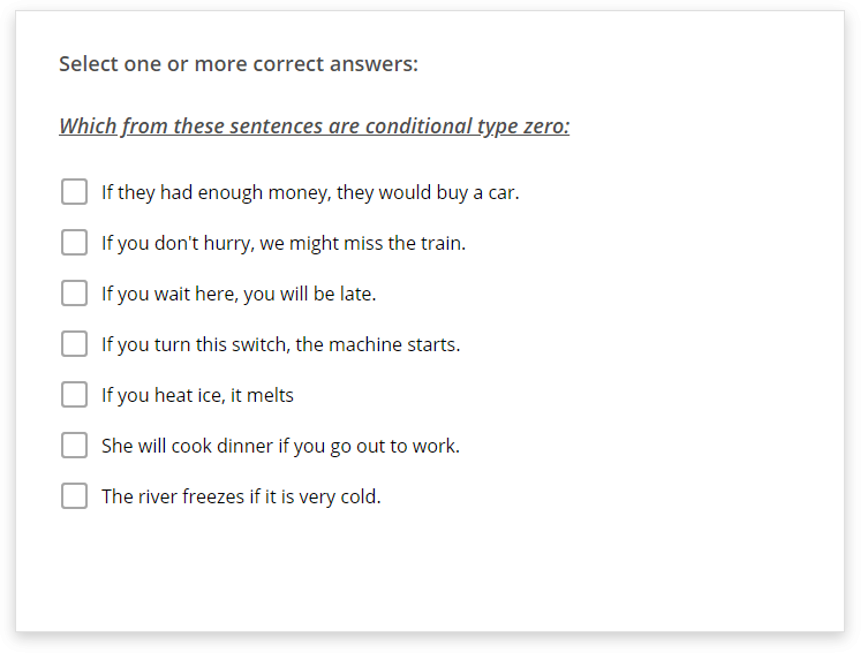 Select one or more correct answers:
Which from these sentences are conditional type zero:
If they had enough money, they would buy a car.
If you don't hurry, we might miss the train.
If you wait here, you will be late.
If you turn this switch, the machine starts.
If you heat ice, it melts
She will cook dinner if you go out to work.
The river freezes if it is very cold.